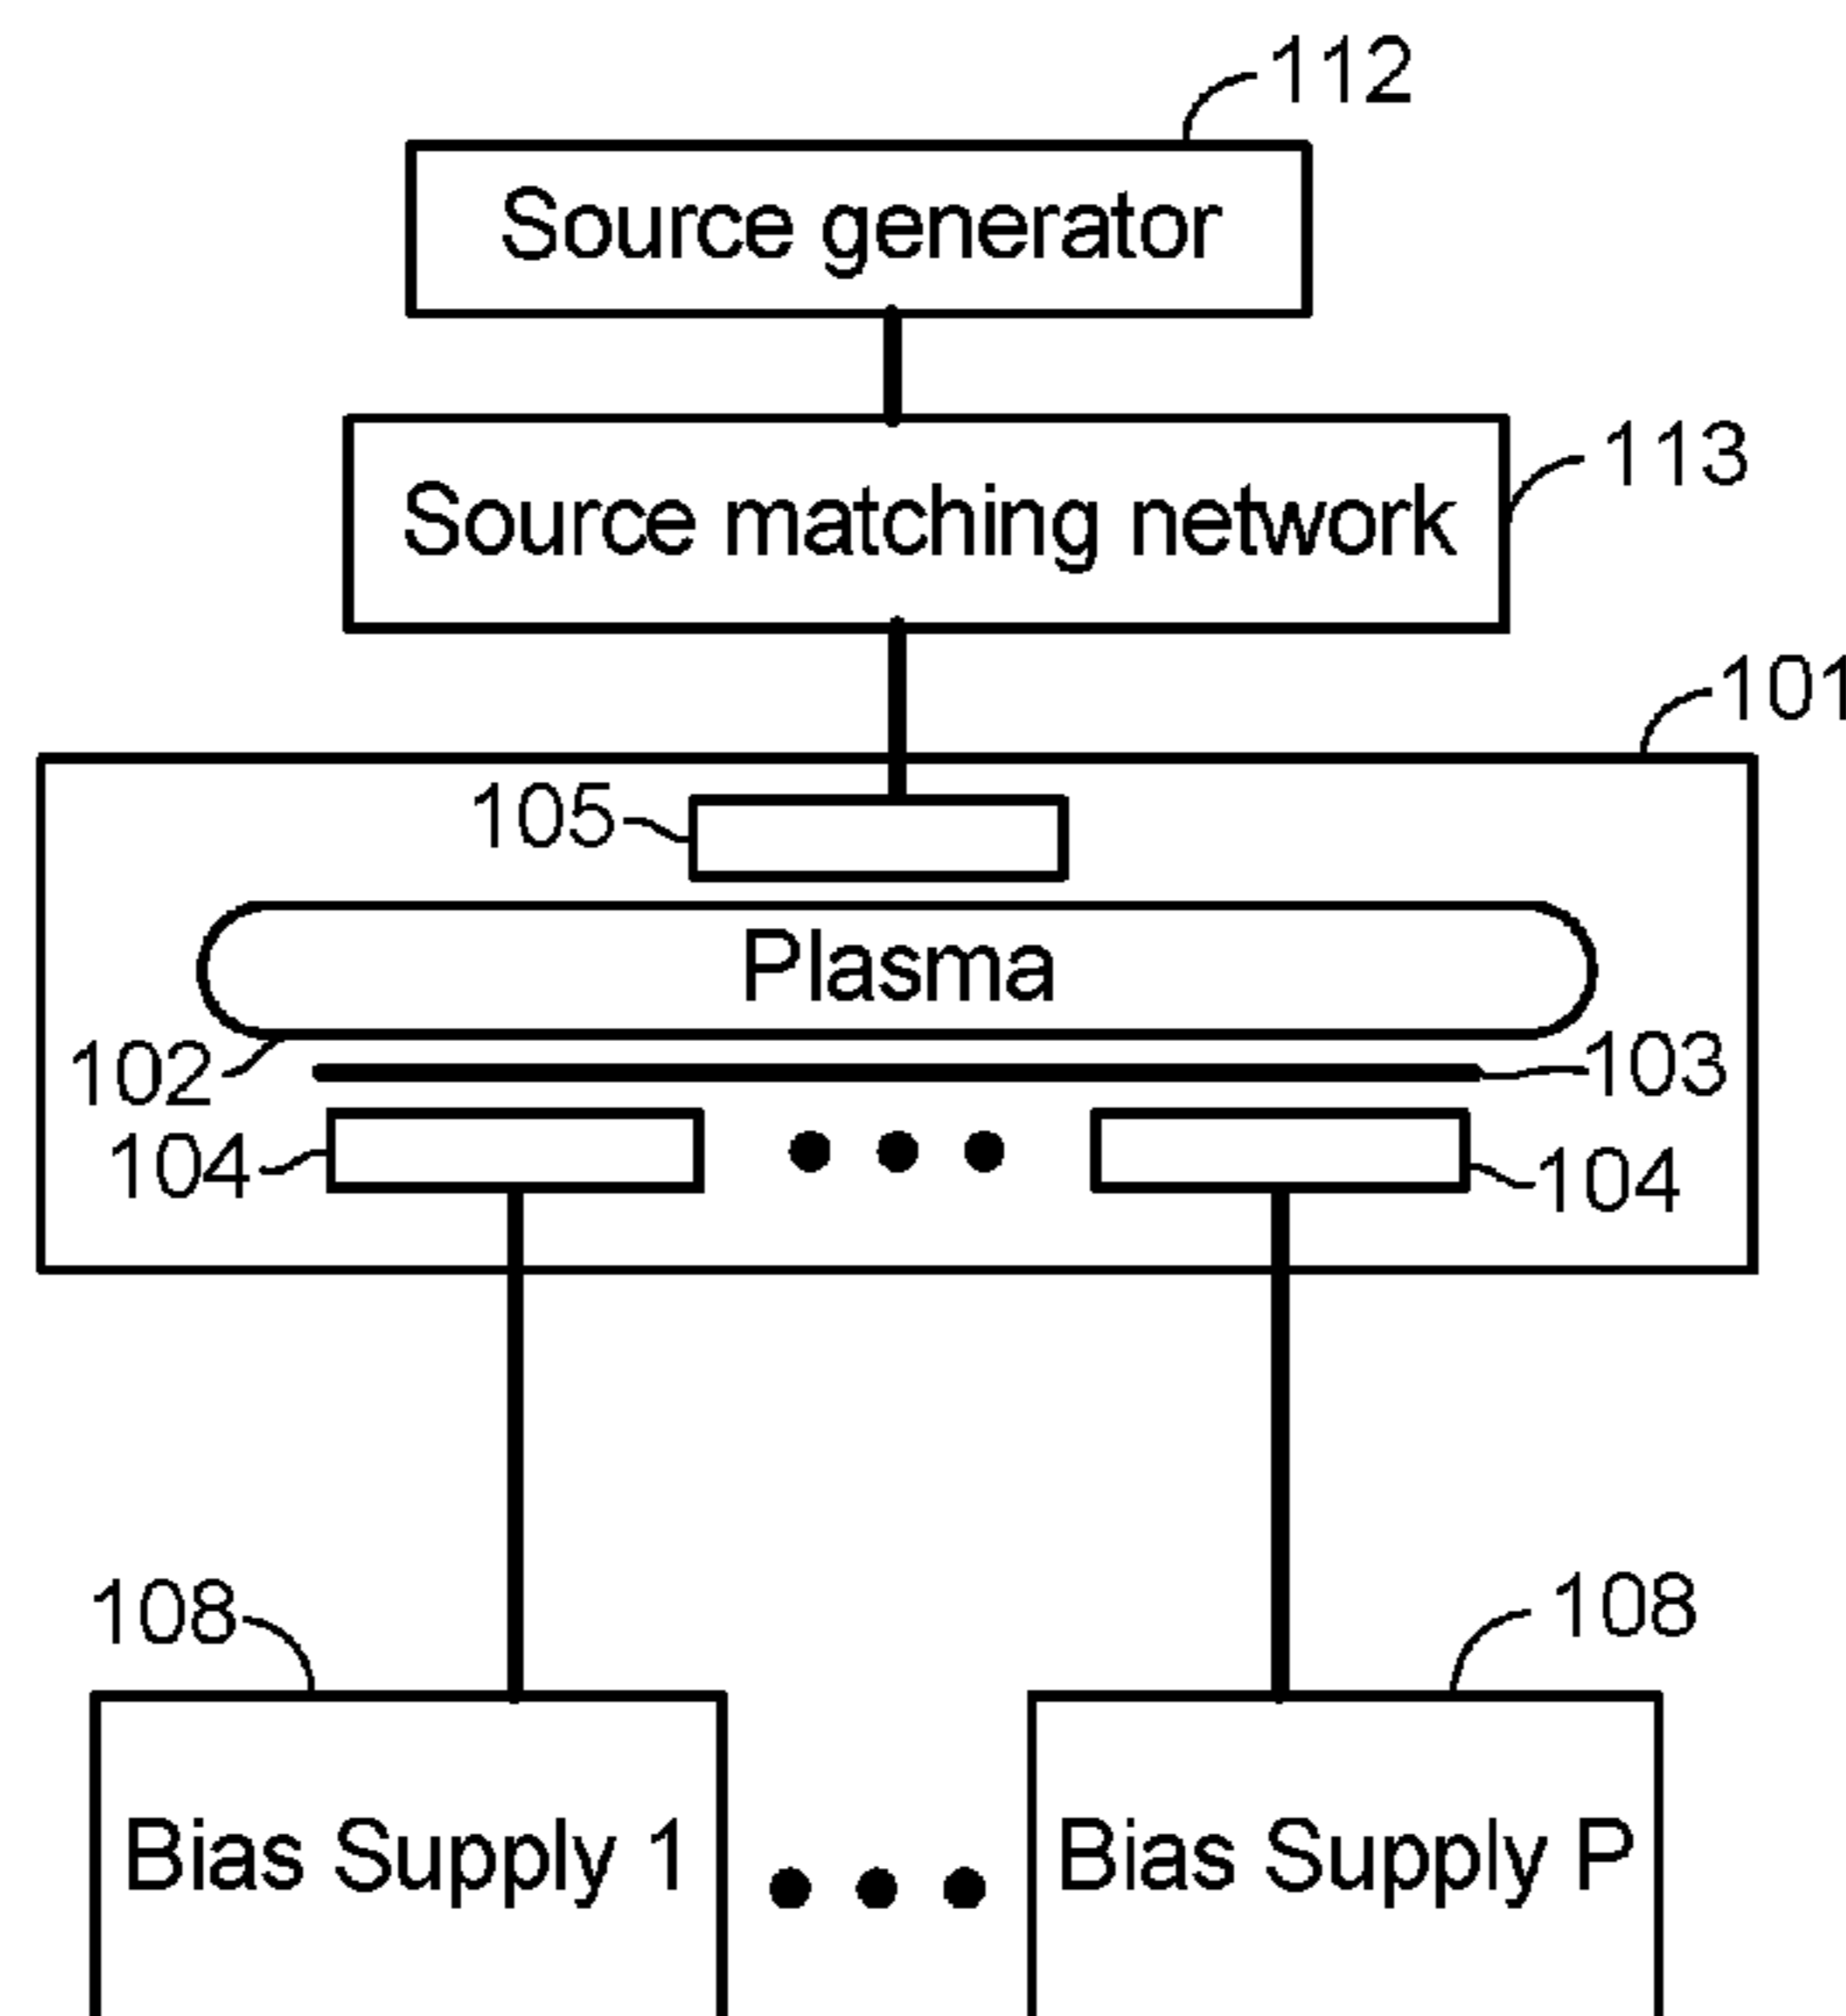 112
Source generator
113
Source matching network
101
105
Plasma
102
103
104
104
108
108
Bias Supply 1
Bias Supply P